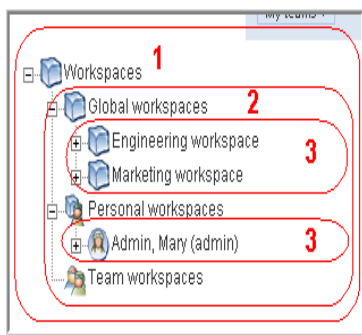 My teams
1
Workspaces
Global workspaces 2
Engineering workspace 3
Marketing workspace
Personal workspaces
Admin, Mary (admin) 3
Team workspaces